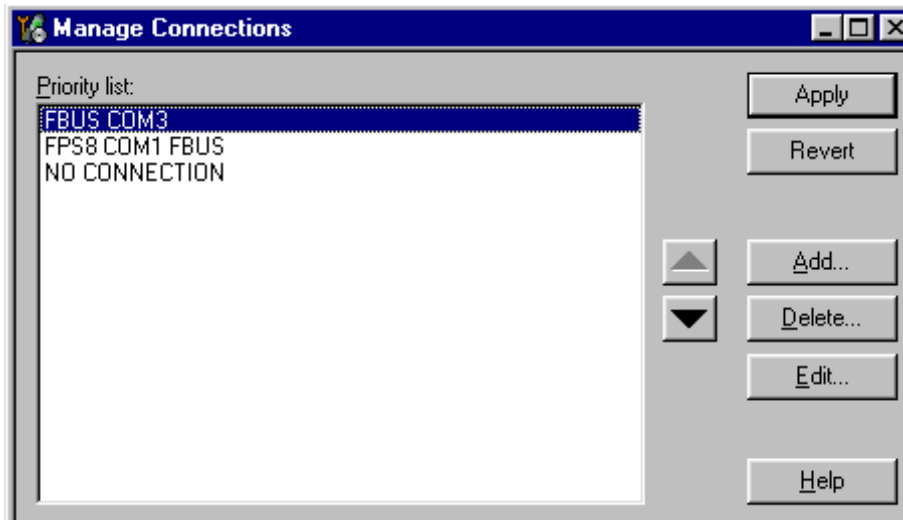 Manage Connections
Priority list:
FBUS COM3
FPS8 COM1 FBUS
NO CONNECTION
Apply
Revert
Add...
Delete...
Edit...
Help